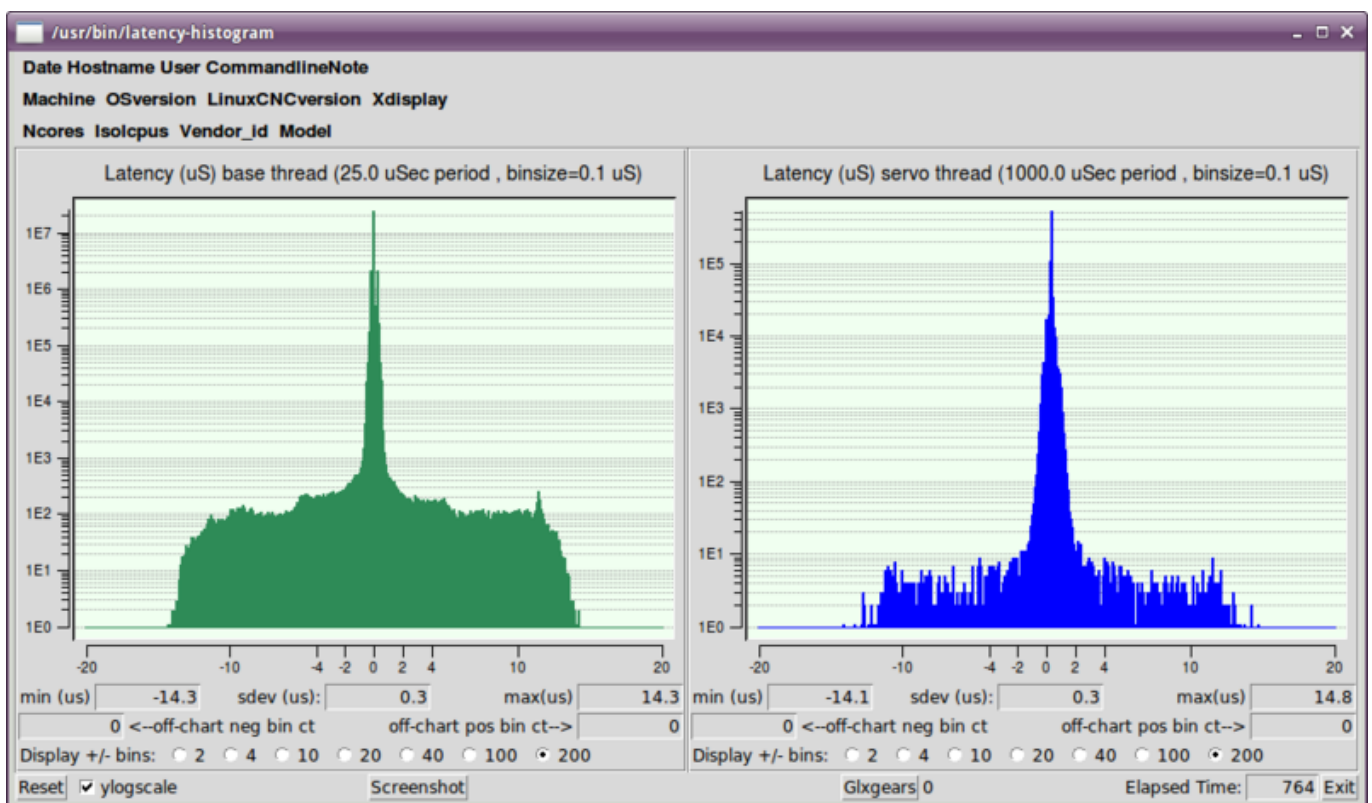 /usr/bin/latency-histogram
Date Hostname User CommandlineNote
Machine OSversion LinuxCNCversion Xdisplay
Ncores Isolcpus Vendor_id Model
Latency (uS) base thread (25.0 uSec period , binsize=0.1 uS)
1E7
1E6
1E5
1E4
1E3
1E2
1E1
1E0
-20 -10 -4 -2 0 2 4 10 20
min (us) -14.3 sdev (us): 0.3 max(us) 14.3
0 <--off-chart neg bin ct off-chart pos bin ct--> 0
Display +/- bins: 2 4 10 20 40 100 200
Latency (uS) servo thread (1000.0 uSec period , binsize=0.1 uS)
1E5
1E4
1E3
1E2
1E1
1E0
-20 -10 -4 -2 0 2 4 10 20
min (us) -14.1 sdev (us): 0.3 max(us) 14.8
0 <--off-chart neg bin ct off-chart pos bin ct--> 0
Display +/- bins: 2 4 10 20 40 100 200
Reset ylogscale Screenshot Glxgears 0 Elapsed Time: 764 Exit